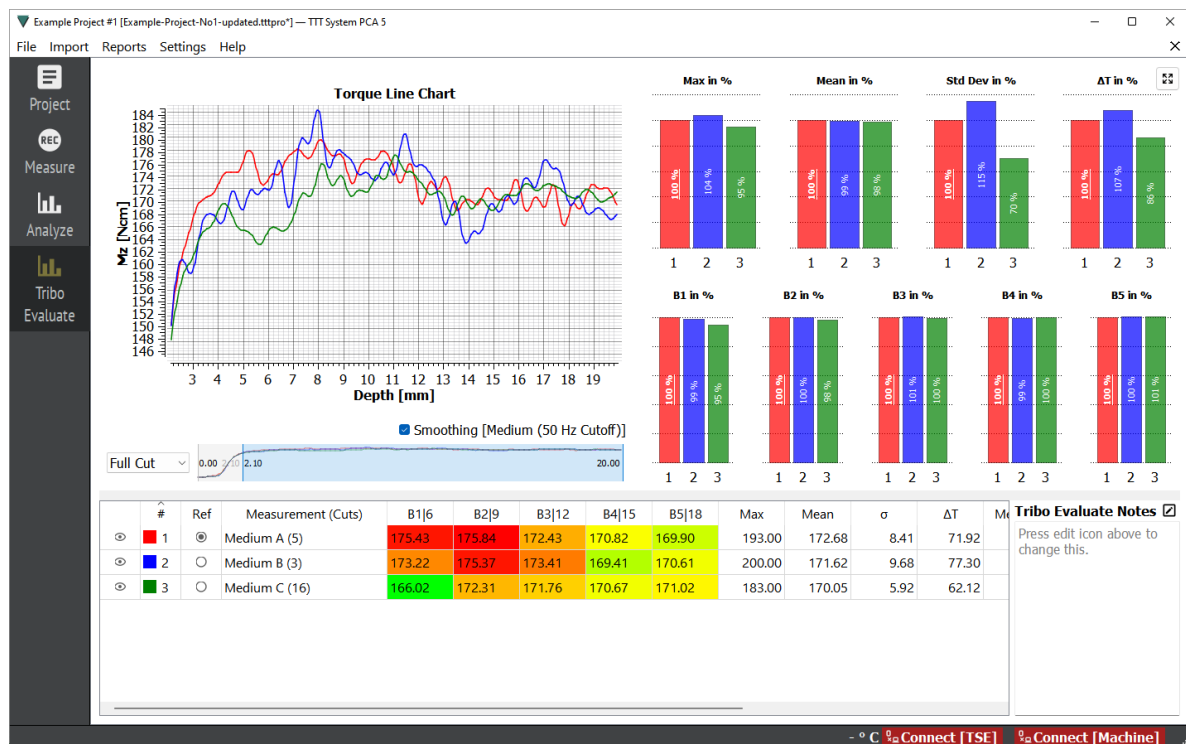 Example Project #1 [Example-Project-No1-updated.tttpro*] — TTT System PCA 5
File Import Reports Settings Help
Project
REC
Measure
Analyze
Tribo
Evaluate
Torque Line Chart
Mz [Ncm]
184
182
180
178
176
174
172
170
168
166
164
162
160
158
156
154
152
150
148
146
3 4 5 6 7 8 9 10 11 12 13 14 15 16 17 18 19
Depth [mm]
Smoothing [Medium (50 Hz Cutoff)]
Full Cut
0.00 2.10 2.10 20.00
Max in %
100 % 104 % 95 %
1 2 3
Mean in %
100 % 99 % 98 %
1 2 3
Std Dev in %
100 % 115 % 70 %
1 2 3
ΔT in %
100 % 107 % 86 %
1 2 3
B1 in %
100 % 99 % 95 %
1 2 3
B2 in %
100 % 100 % 98 %
1 2 3
B3 in %
100 % 101 % 100 %
1 2 3
B4 in %
100 % 99 % 100 %
1 2 3
B5 in %
100 % 100 % 101 %
1 2 3
# Ref Measurement (Cuts) B1|6 B2|9 B3|12 B4|15 B5|18 Max Mean σ ΔT
1 Medium A (5) 175.43 175.84 172.43 170.82 169.90 193.00 172.68 8.41 71.92
2 Medium B (3) 173.22 175.37 173.41 169.41 170.61 200.00 171.62 9.68 77.30
3 Medium C (16) 166.02 172.31 171.76 170.67 171.02 183.00 170.05 5.92 62.12
Tribo Evaluate Notes
Press edit icon above to
change this.
- ° C Connect [TSE] Connect [Machine]